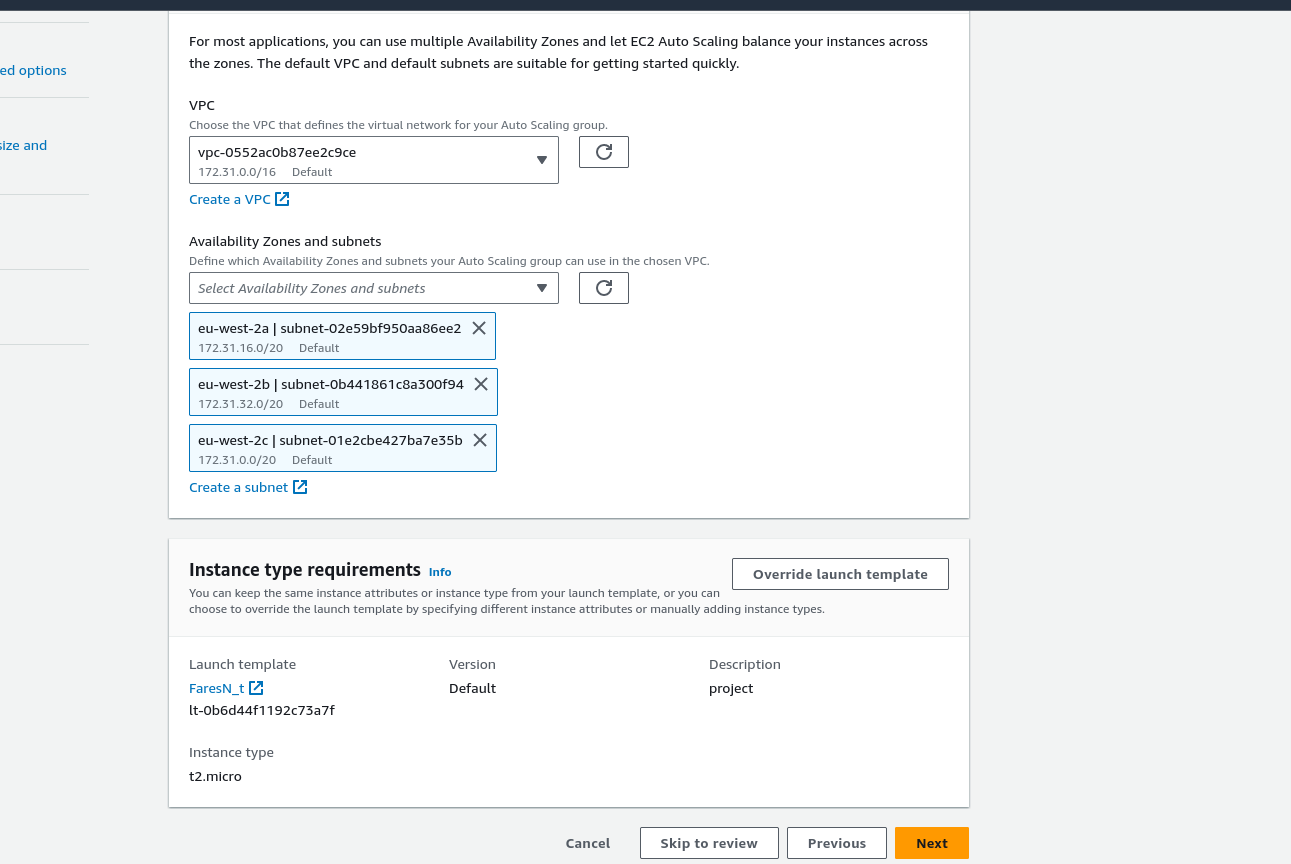 For most applications, you can use multiple Availability Zones and let EC2 Auto Scaling balance your instances across
the zones. The default VPC and default subnets are suitable for getting started quickly.
ed options
VPC
Choose the VPC that defines the virtual network for your Auto Scaling group.
size and
vpc-0552ac0b87ee2c9ce
172.31.0.0/16 Default
Create a VPC
Availability Zones and subnets
Define which Availability Zones and subnets your Auto Scaling group can use in the chosen VPC.
Select Availability Zones and subnets
eu-west-2a | subnet-02e59bf950aa86ee2
172.31.16.0/20 Default
eu-west-2b | subnet-0b441861c8a300f94
172.31.32.0/20 Default
eu-west-2c | subnet-01e2cbe427ba7e35b
172.31.0.0/20 Default
Create a subnet
Instance type requirements Info
Override launch template
You can keep the same instance attributes or instance type from your launch template, or you can
choose to override the launch template by specifying different instance attributes or manually adding instance types.
Launch template Version Description
FaresN_t Default project
lt-0b6d44f1192c73a7f
Instance type
t2.micro
Cancel Skip to review Previous Next